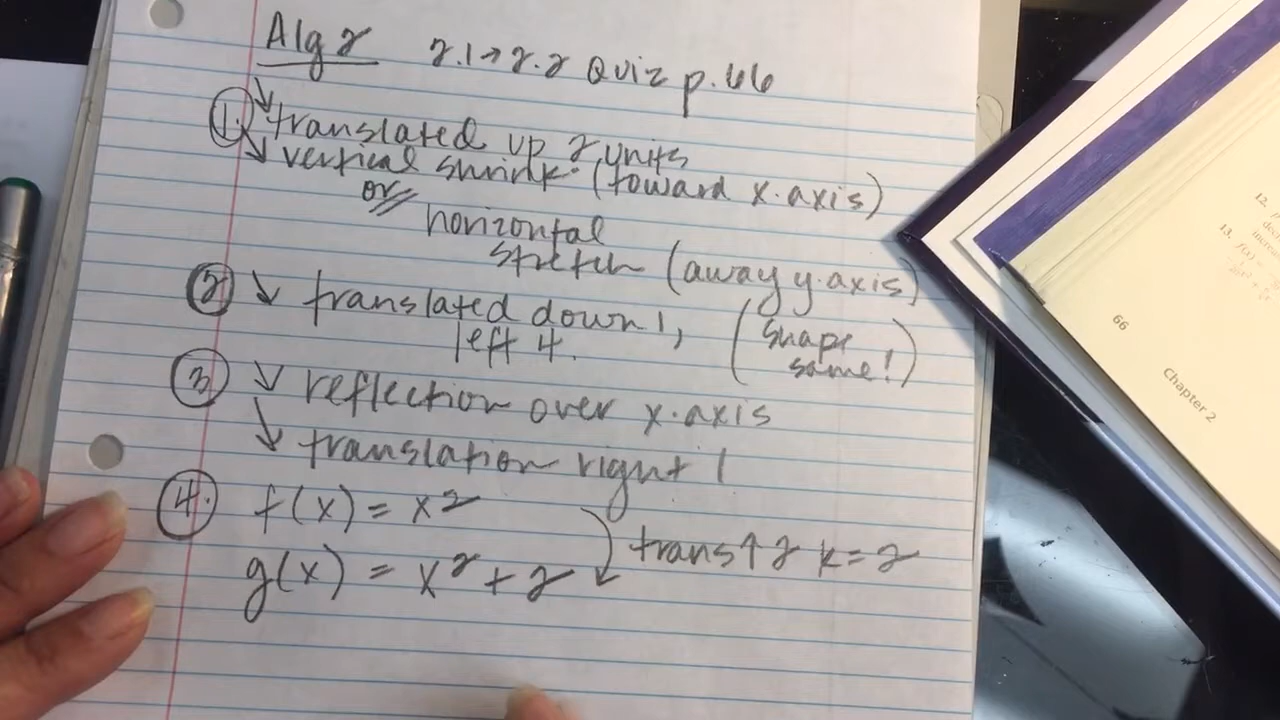 Alg 2 2.1→2.2 Quiz p.66
↓
1. translated up 2 units
↓ vertical shrink. (toward x.axis)
or
horizontal
stretch (away y.axis)
2 ↓ translated down 1, (shape
left 4. same!)
3 ↓ reflection over x.axis
↓ translation right 1
4. f(x) = x²
g(x) = x² + 2 trans↑2 k=2
12.
13. f(x)
66
Chapter 2